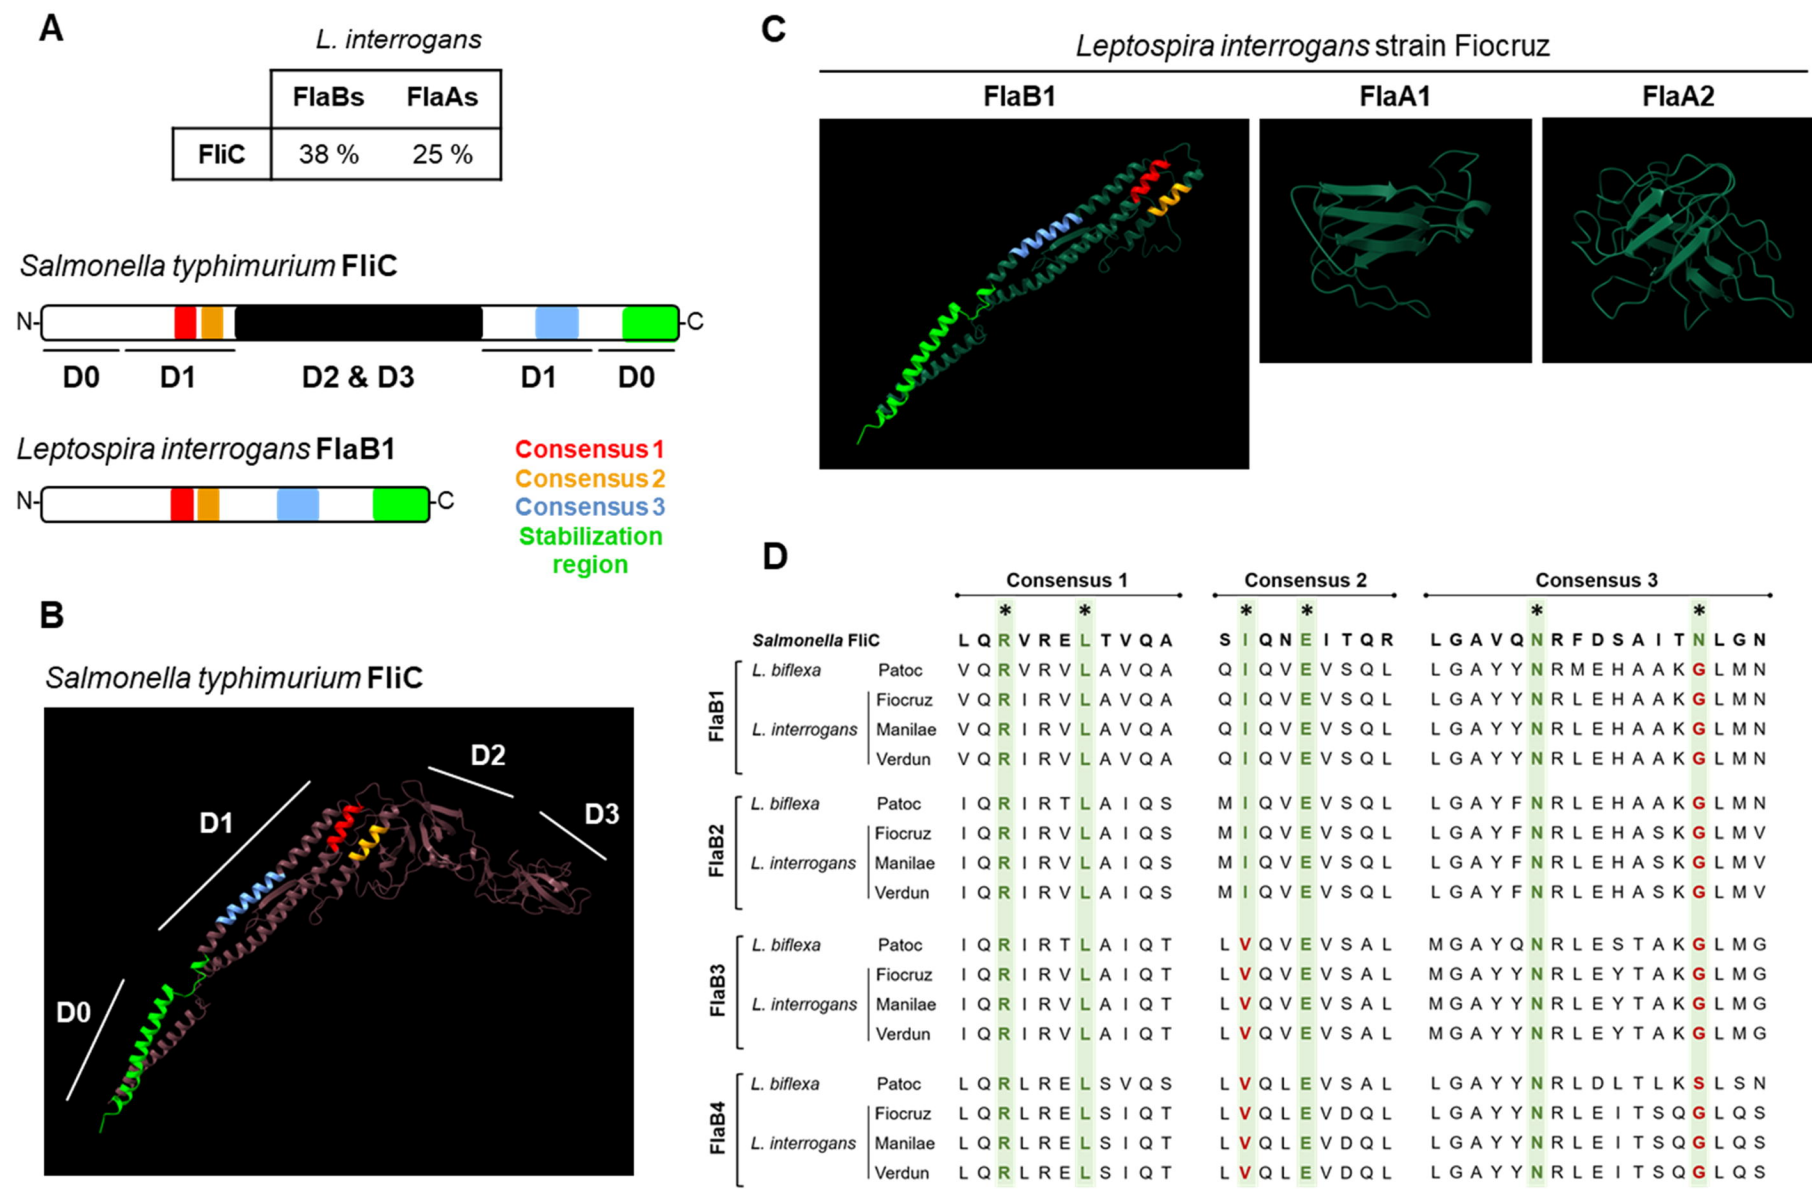 A
L. interrogans
FlaBs FlaAs
FliC 38 % 25 %
Salmonella typhimurium FliC
N- -C
D0 D1 D2 & D3 D1 D0
Leptospira interrogans FlaB1
N- -C
Consensus 1
Consensus 2
Consensus 3
Stabilization
region
B
Salmonella typhimurium FliC
D2
D1
D3
D0
C
Leptospira interrogans strain Fiocruz
FlaB1 FlaA1 FlaA2
D
Consensus 1 Consensus 2 Consensus 3
* * * * * *
Salmonella FliC L Q R V R E L T V Q A S I Q N E I T Q R L G A V Q N R F D S A I T N L G N
FlaB1
L. biflexa Patoc V Q R V R V L A V Q A Q I Q V E V S Q L L G A Y Y N R M E H A A K G L M N
Fiocruz V Q R I R V L A V Q A Q I Q V E V S Q L L G A Y Y N R L E H A A K G L M N
L. interrogans Manilae V Q R I R V L A V Q A Q I Q V E V S Q L L G A Y Y N R L E H A A K G L M N
Verdun V Q R I R V L A V Q A Q I Q V E V S Q L L G A Y Y N R L E H A A K G L M N
FlaB2
L. biflexa Patoc I Q R I R T L A I Q S M I Q V E V S Q L L G A Y F N R L E H A A K G L M N
Fiocruz I Q R I R V L A I Q S M I Q V E V S Q L L G A Y F N R L E H A S K G L M V
L. interrogans Manilae I Q R I R V L A I Q S M I Q V E V S Q L L G A Y F N R L E H A S K G L M V
Verdun I Q R I R V L A I Q S M I Q V E V S Q L L G A Y F N R L E H A S K G L M V
FlaB3
L. biflexa Patoc I Q R I R T L A I Q T L V Q V E V S A L M G A Y Q N R L E S T A K G L M G
Fiocruz I Q R I R V L A I Q T L V Q V E V S A L M G A Y Y N R L E Y T A K G L M G
L. interrogans Manilae I Q R I R V L A I Q T L V Q V E V S A L M G A Y Y N R L E Y T A K G L M G
Verdun I Q R I R V L A I Q T L V Q V E V S A L M G A Y Y N R L E Y T A K G L M G
FlaB4
L. biflexa Patoc L Q R L R E L S V Q S L V Q L E V S A L L G A Y Y N R L D L T L K S L S N
Fiocruz L Q R L R E L S I Q T L V Q L E V D Q L L G A Y Y N R L E I T S Q G L Q S
L. interrogans Manilae L Q R L R E L S I Q T L V Q L E V D Q L L G A Y Y N R L E I T S Q G L Q S
Verdun L Q R L R E L S I Q T L V Q L E V D Q L L G A Y Y N R L E I T S Q G L Q S